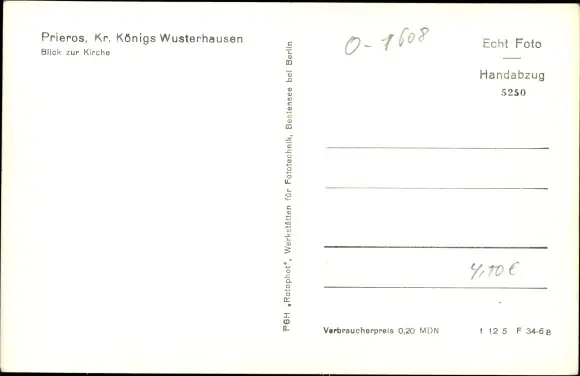 Prieros, Kr. Königs Wusterhausen
Blick zur Kirche
PGH „Rotophot", Werkstätten für Fototechnik, Bestensee bei Berlin
O-1608
Echt Foto
Handabzug
5250
4,10 €
Verbraucherpreis 0,20 MDN
1 12 5 F 34-68